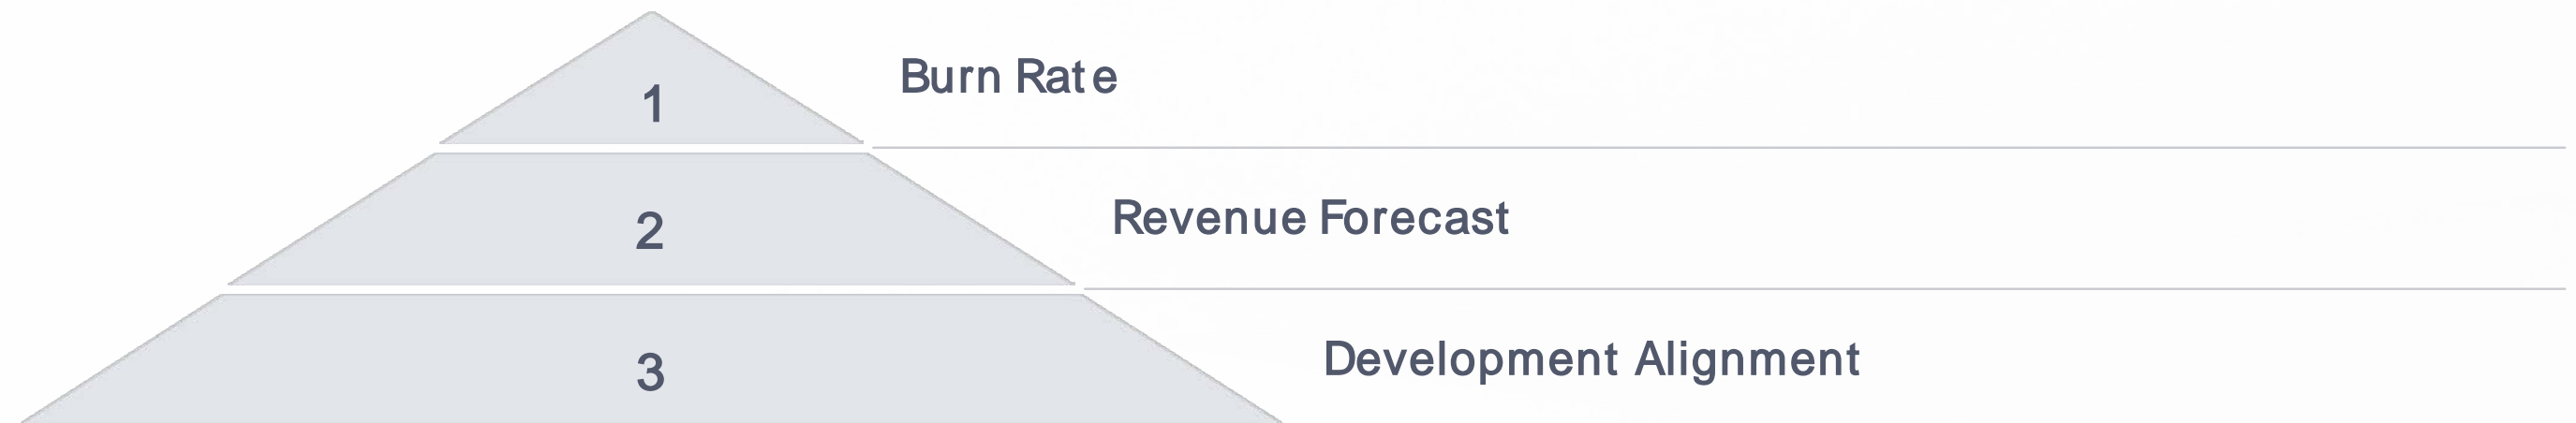 1
Burn Rate
2
Revenue Forecast
3
Development Alignment